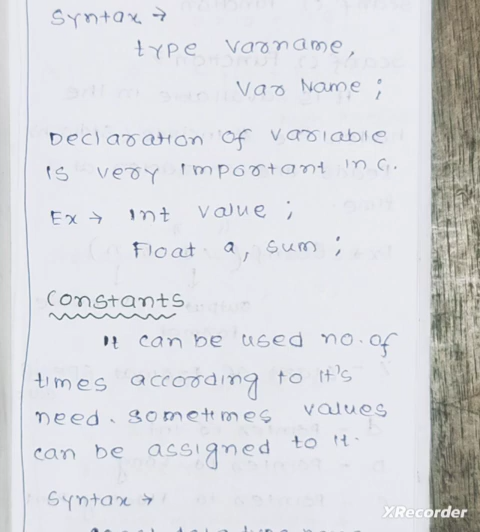 Syntax →
type varname,
Var Name ;
Declaration of variable
is very important in c.
Ex → Int value ;
Float a, sum ;
Constants
It can be used no. of
times according to it's
need. sometimes values
can be assigned to it.
Syntax →
XRecorder